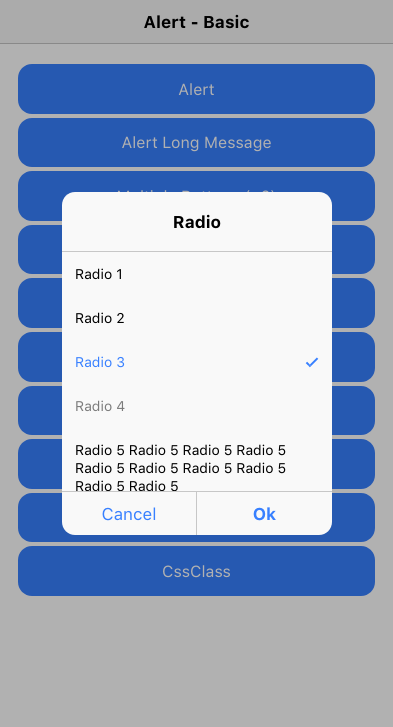 Alert - Basic
Alert
Alert Long Message
Radio
Radio 1
Radio 2
Radio 3
Radio 4
Radio 5 Radio 5 Radio 5 Radio 5
Radio 5 Radio 5 Radio 5 Radio 5
Radio 5 Radio 5
Cancel
Ok
CssClass